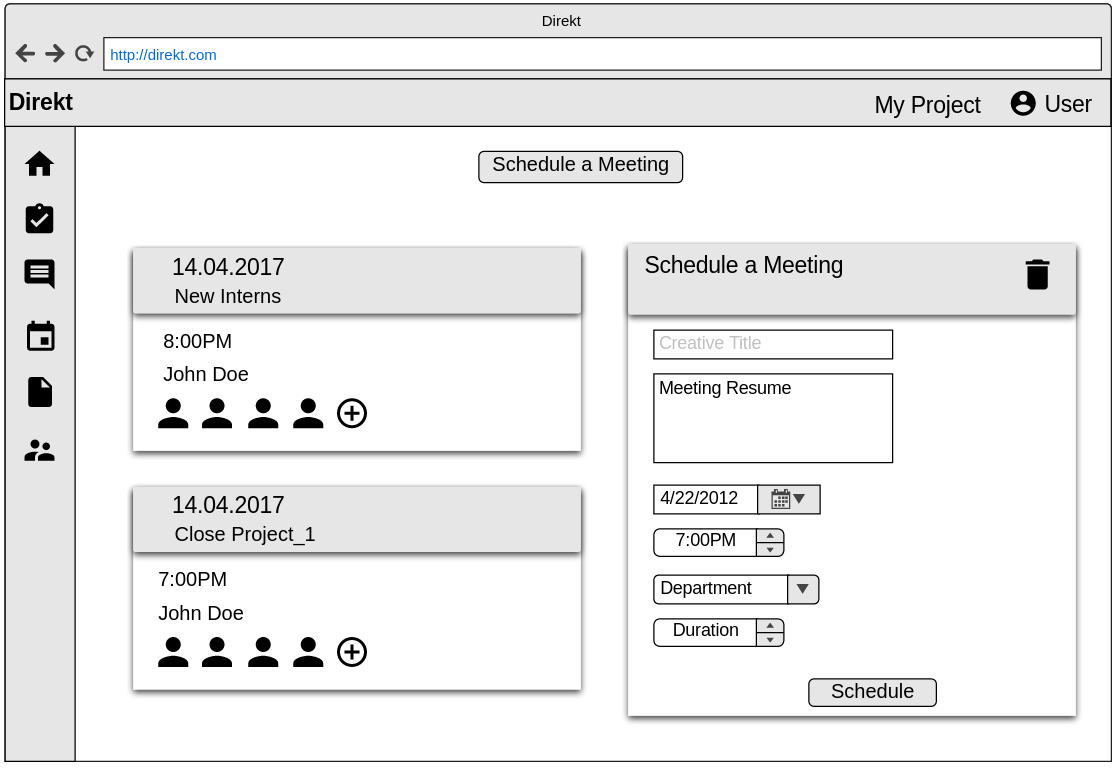 Direkt
http://direkt.com
Direkt
My Project
User
Schedule a Meeting
14.04.2017
New Interns
8:00PM
John Doe
14.04.2017
Close Project_1
7:00PM
John Doe
Schedule a Meeting
Creative Title
Meeting Resume
4/22/2012
7:00PM
Department
Duration
Schedule